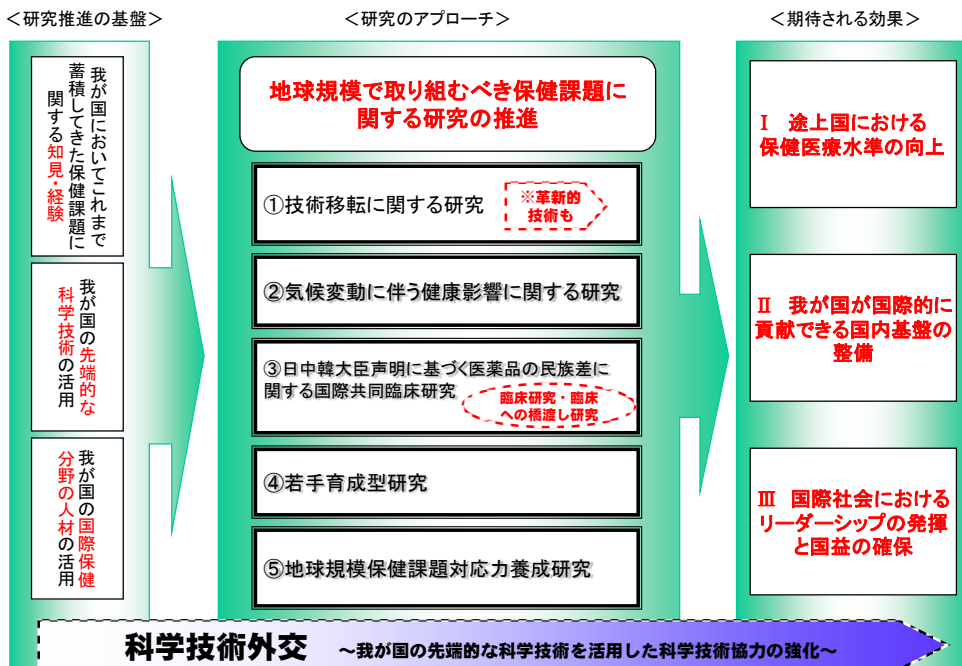 <研究推進の基盤>
我が国においてこれまで
蓄積してきた保健課題に
関する知見・経験
我が国の先端的な
科学技術の活用
我が国の国際保健
分野の人材の活用
<研究のアプローチ>
地球規模で取り組むべき保健課題に
関する研究の推進
①技術移転に関する研究
※革新的
技術も
②気候変動に伴う健康影響に関する研究
③日中韓大臣声明に基づく医薬品の民族差に
関する国際共同臨床研究
臨床研究・臨床
への橋渡し研究
④若手育成型研究
⑤地球規模保健課題対応力養成研究
<期待される効果>
Ⅰ 途上国における
保健医療水準の向上
Ⅱ 我が国が国際的に
貢献できる国内基盤の
整備
Ⅲ 国際社会における
リーダーシップの発揮
と国益の確保
科学技術外交 ~我が国の先端的な科学技術を活用した科学技術協力の強化~